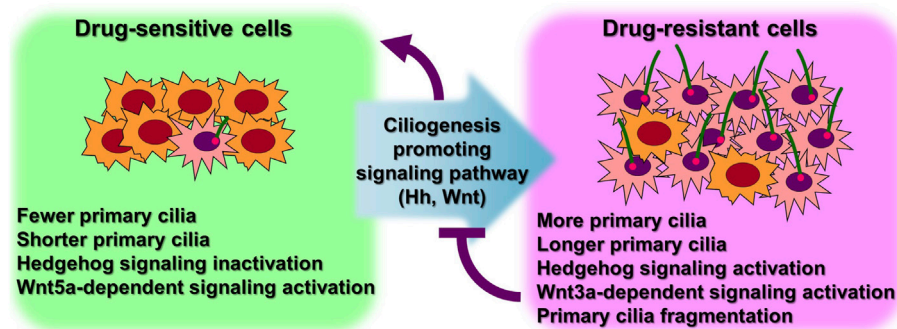 Drug-sensitive cells
Fewer primary cilia
Shorter primary cilia
Hedgehog signaling inactivation
Wnt5a-dependent signaling activation
Ciliogenesis
promoting
signaling pathway
(Hh, Wnt)
Drug-resistant cells
More primary cilia
Longer primary cilia
Hedgehog signaling activation
Wnt3a-dependent signaling activation
Primary cilia fragmentation